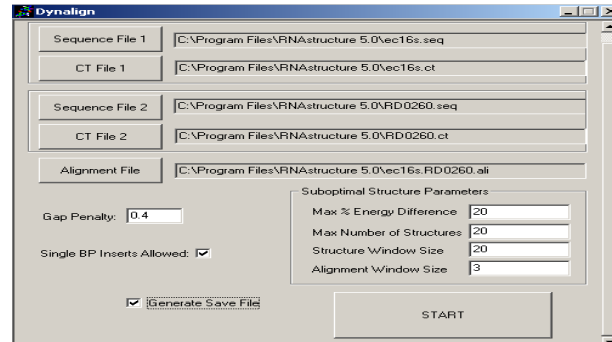 Dynalign
Sequence File 1 C:\Program Files\RNAstructure 5.0\ec16s.seq
CT File 1 C:\Program Files\RNAstructure 5.0\ec16s.ct
Sequence File 2 C:\Program Files\RNAstructure 5.0\RD0260.seq
CT File 2 C:\Program Files\RNAstructure 5.0\RD0260.ct
Alignment File C:\Program Files\RNAstructure 5.0\ec16s.RD0260.ali
Suboptimal Structure Parameters
Gap Penalty: 0.4
Max % Energy Difference 20
Max Number of Structures 20
Single BP Inserts Allowed:
Structure Window Size 20
Alignment Window Size 3
Generate Save File
START